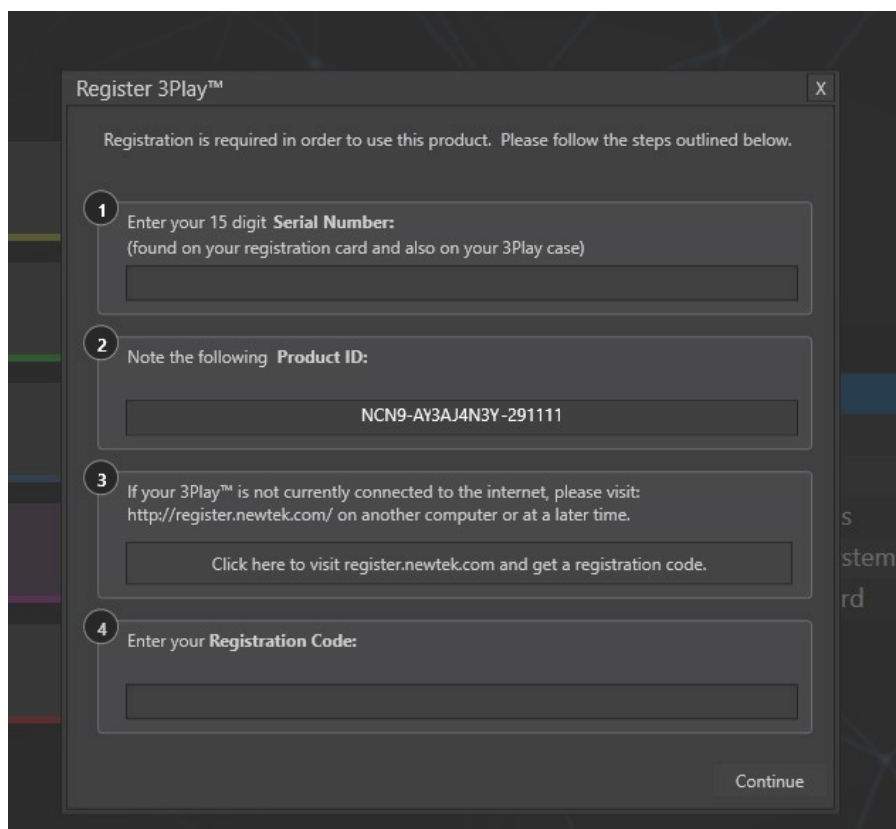 Register 3Play™
X
Registration is required in order to use this product. Please follow the steps outlined below.
1
Enter your 15 digit Serial Number:
(found on your registration card and also on your 3Play case)
2
Note the following Product ID:
NCN9-AY3AJ4N3Y-291111
3
If your 3Play™ is not currently connected to the internet, please visit:
http://register.newtek.com/ on another computer or at a later time.
Click here to visit register.newtek.com and get a registration code.
s
stem
rd
4
Enter your Registration Code:
Continue